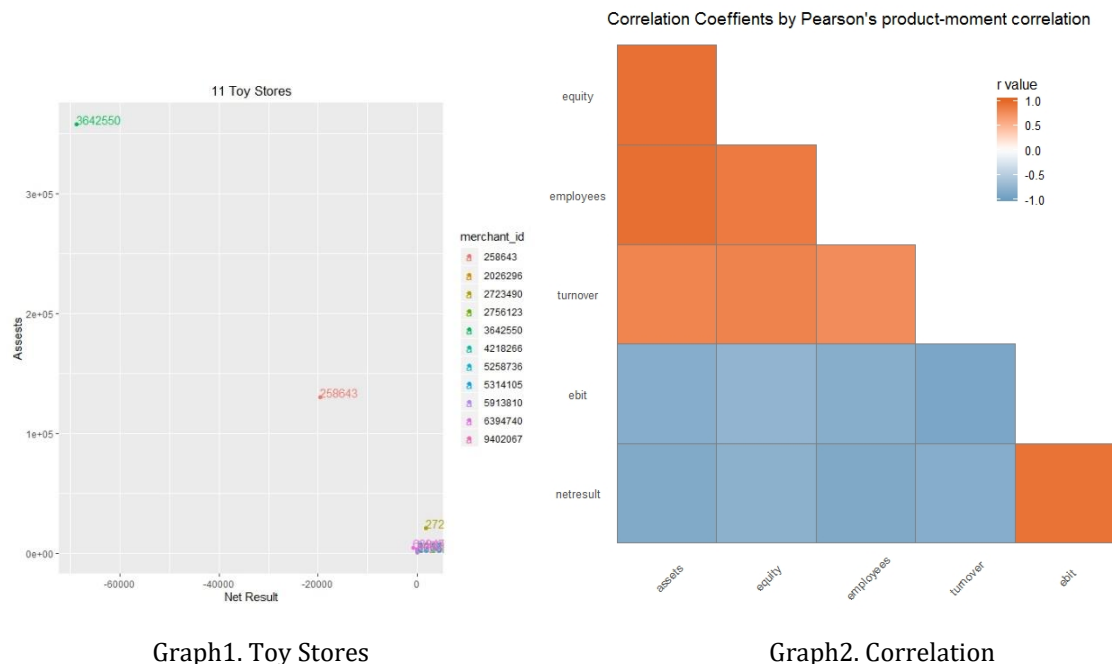 Correlation Coeffients by Pearson's product-moment correlation
11 Toy Stores
3642550
258643
272
3e+05
2e+05
1e+05
0e+00
Assests
-60000
-40000
-20000
0
Net Result
merchant_id
258643
2026296
2723490
2756123
3642550
4218266
5258736
5314105
5913810
6394740
9402067
equity
employees
turnover
ebit
netresult
assets
equity
employees
turnover
ebit
r value
1.0
0.5
0.0
-0.5
-1.0
Graph1. Toy Stores
Graph2. Correlation